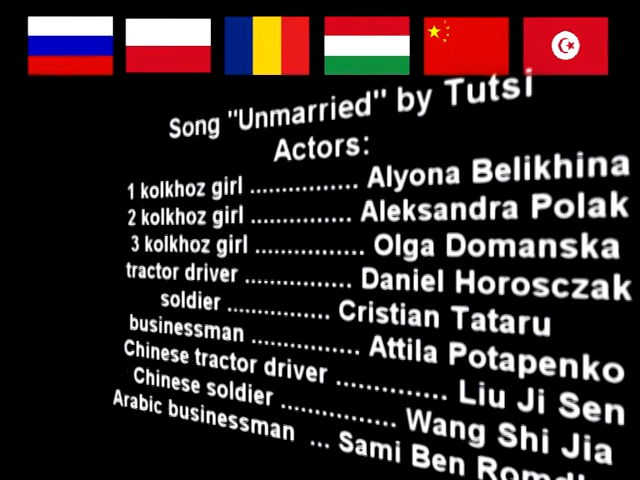 Song "Unmarried" by Tutsi
Actors:
1 kolkhoz girl ................ Alyona Belikhina
2 kolkhoz girl ............... Aleksandra Polak
3 kolkhoz girl ................ Olga Domanska
tractor driver ................ Daniel Horosczak
soldier ............... Cristian Tataru
businessman ................ Attila Potapenko
Chinese tractor driver ............. Liu Ji Sen
Chinese soldier ................ Wang Shi Jia
Arabic businessman ... Sami Ben